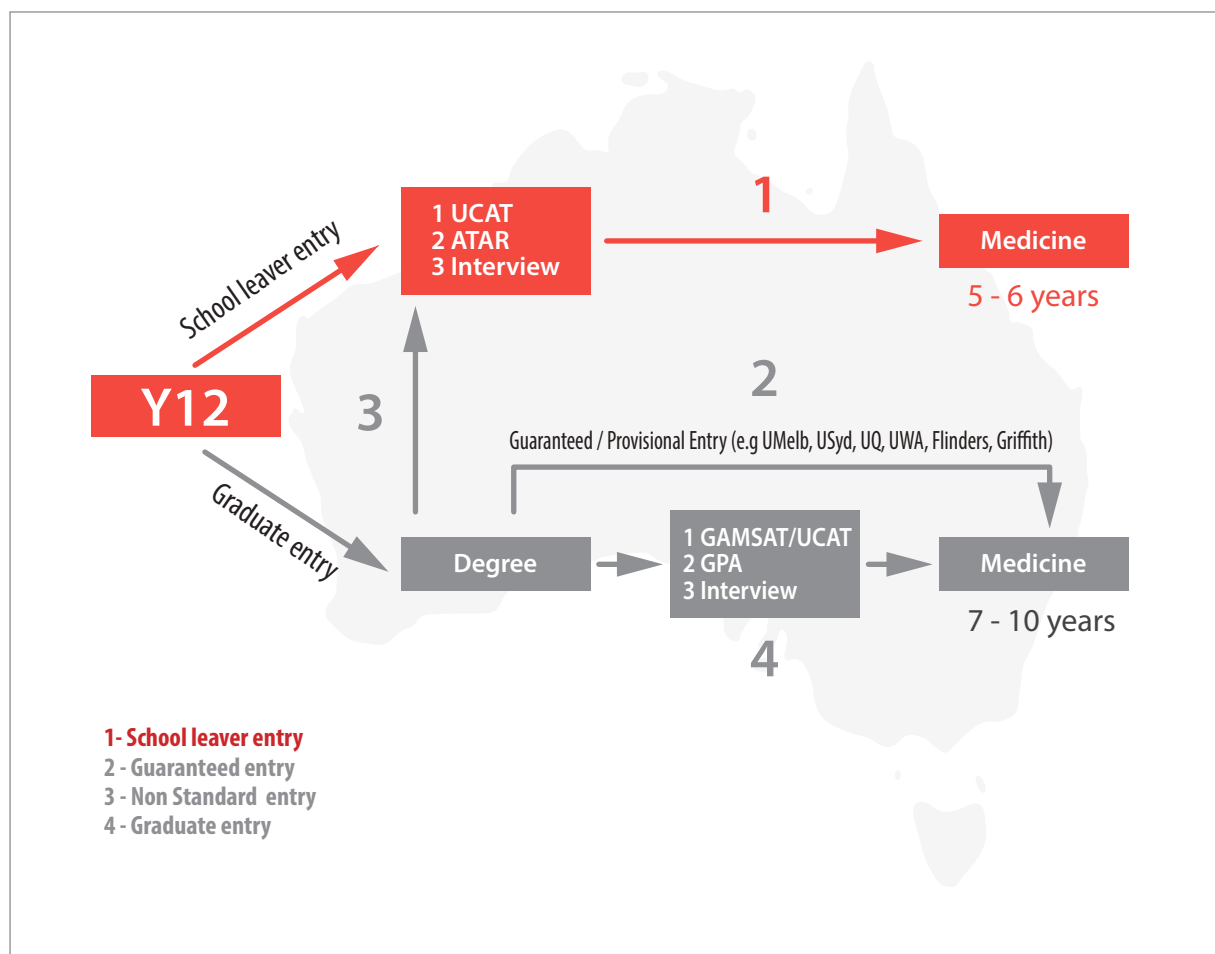 1
1 UCAT
2 ATAR
3 Interview
Medicine
5 - 6 years
School leaver entry
Y12
3
2
Guaranteed / Provisional Entry (e.g UMelb, USyd, UQ, UWA, Flinders, Griffith)
Graduate entry
Degree
1 GAMSAT/UCAT
2 GPA
3 Interview
Medicine
7 - 10 years
4
1- School leaver entry
2 - Guaranteed entry
3 - Non Standard entry
4 - Graduate entry